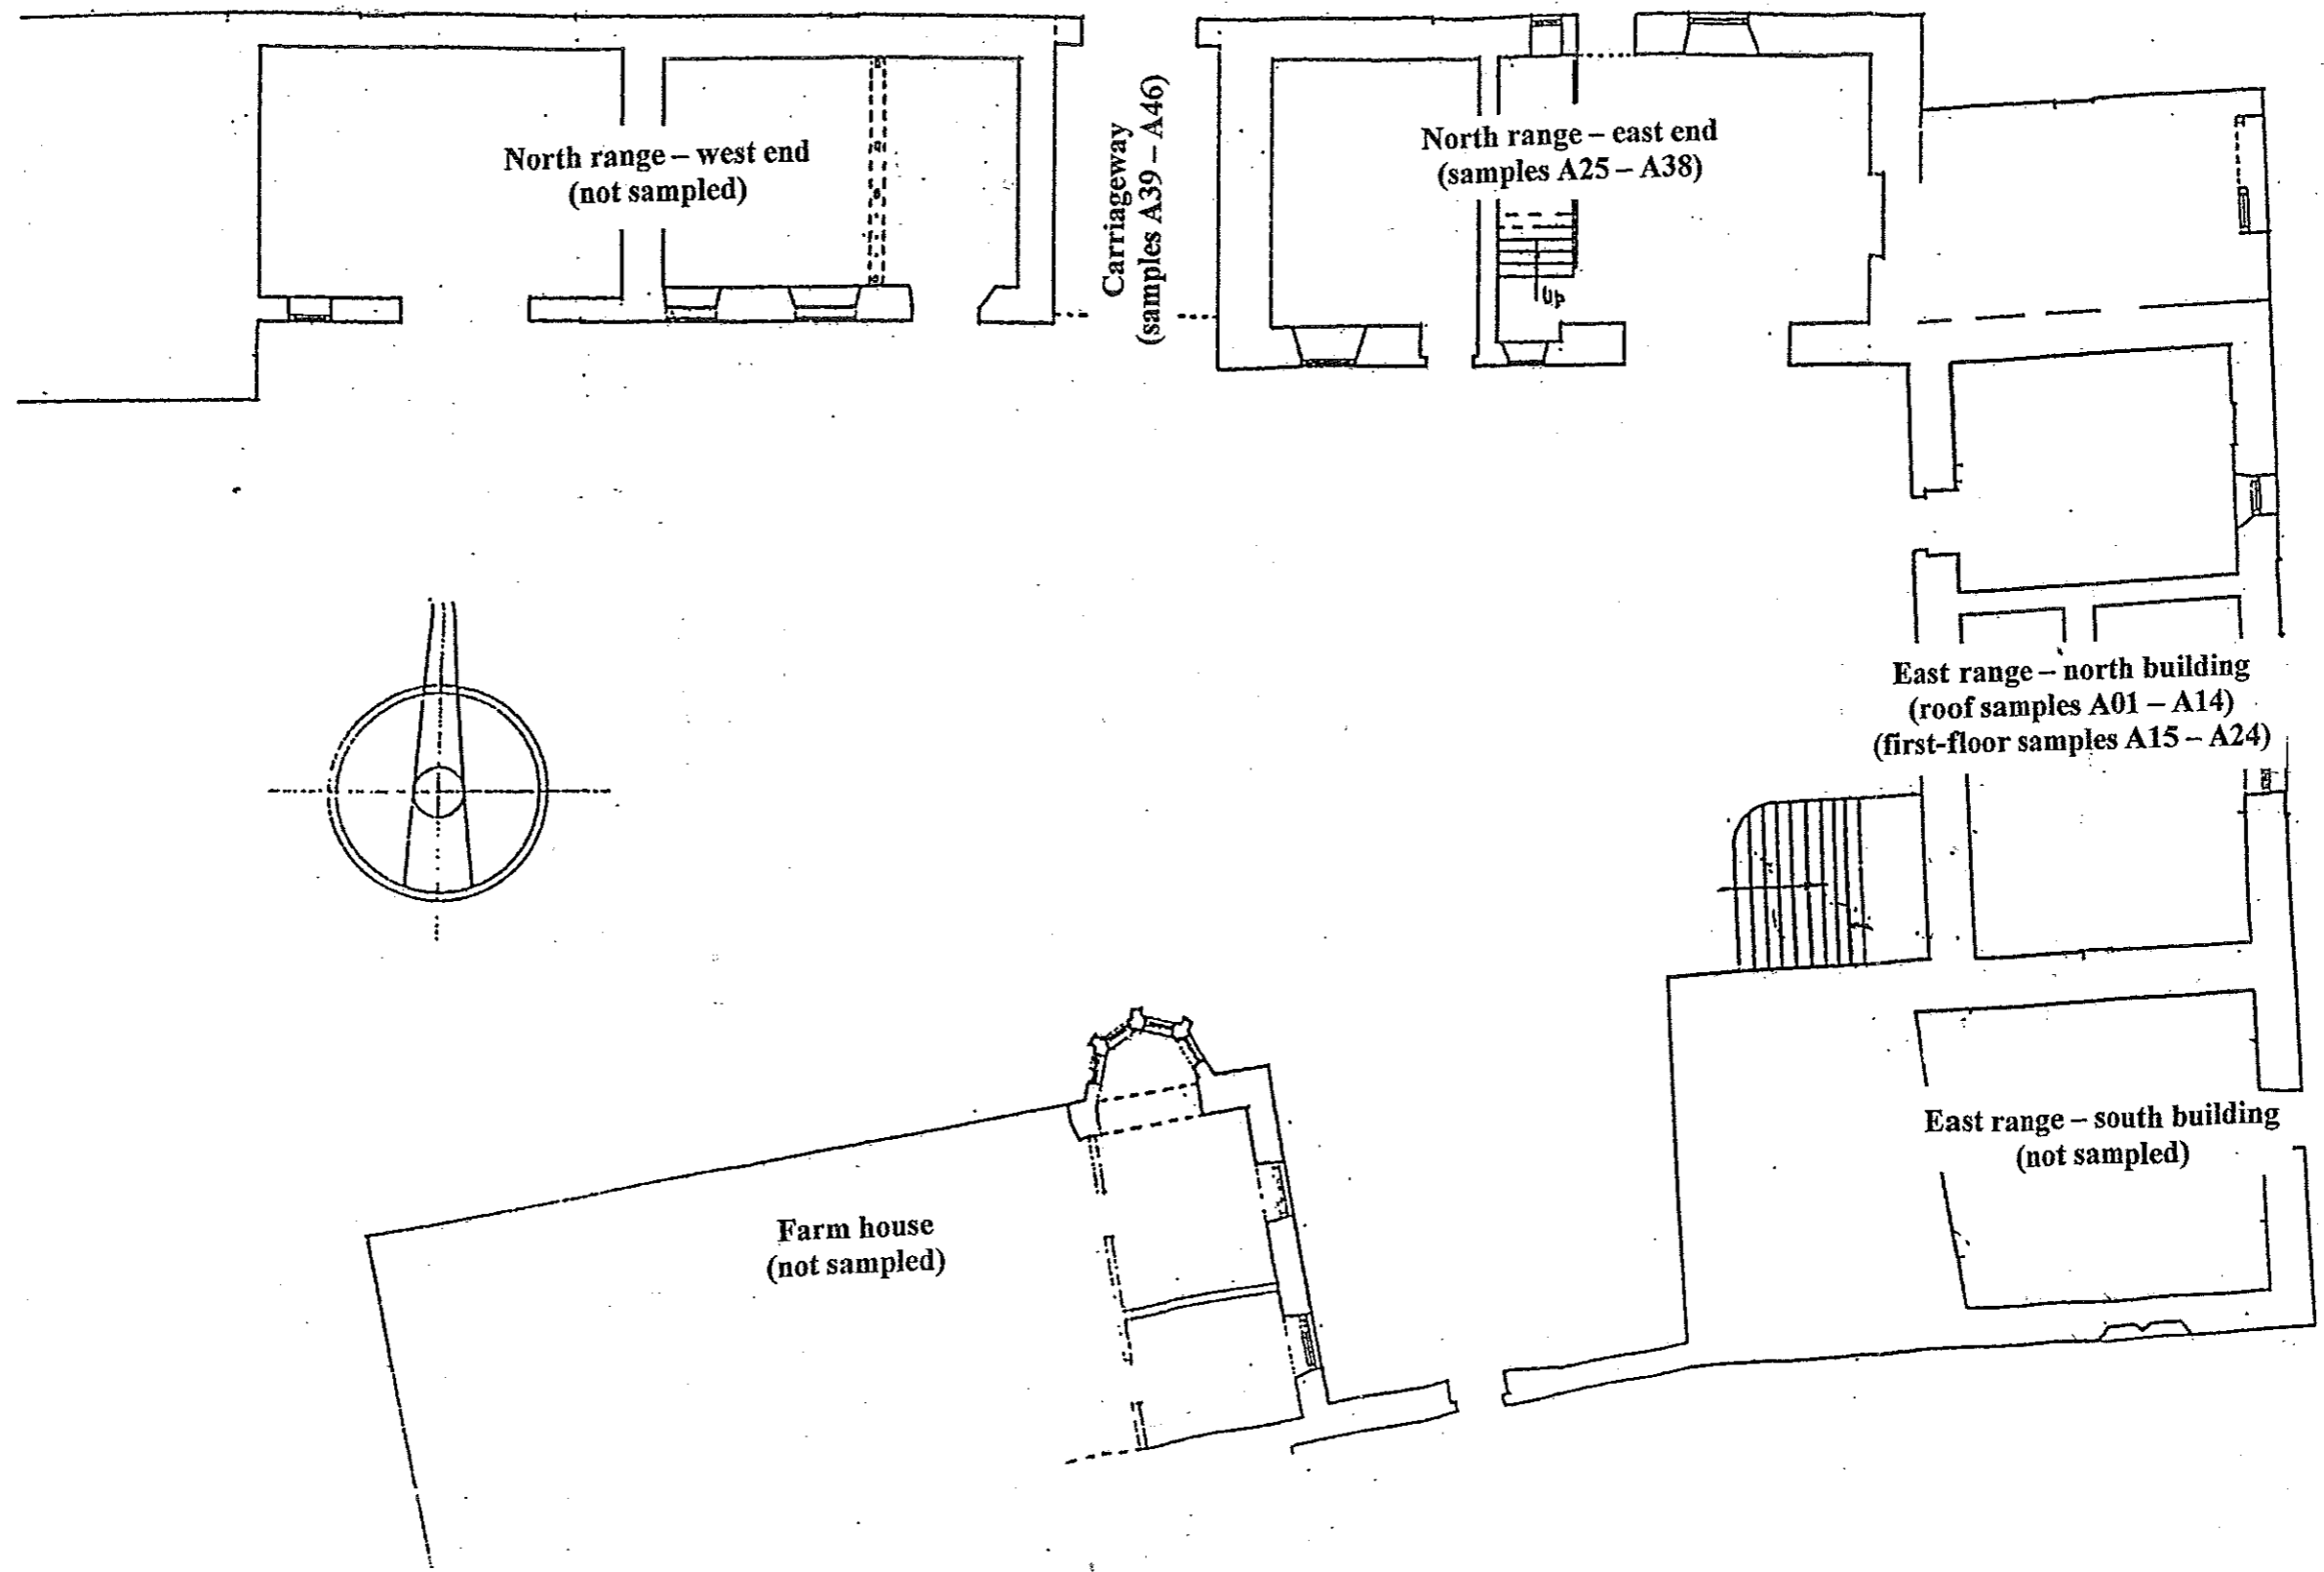 North range – west end
(not sampled)
Carriageway
(samples A39 – A46)
North range – east end
(samples A25 – A38)
UP
East range – north building
(roof samples A01 – A14)
(first-floor samples A15 – A24)
East range – south building
(not sampled)
Farm house
(not sampled)